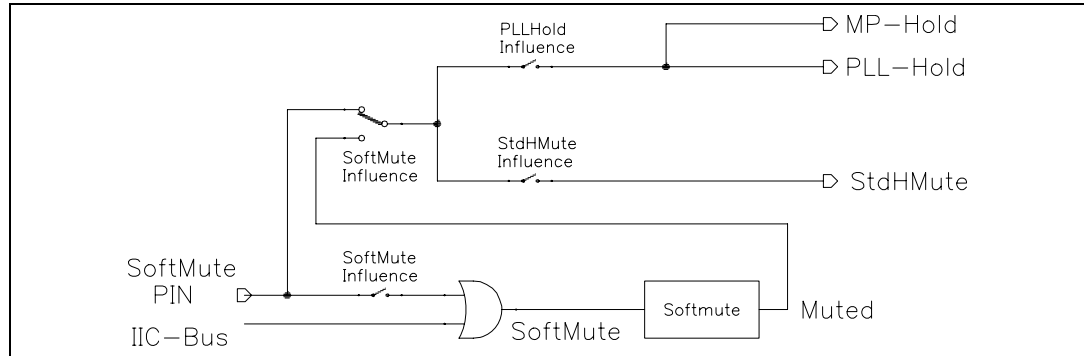 PLLHold
Influence
MP-Hold
PLL-Hold
SoftMute
Influence
StdHMute
Influence
StdHMute
SoftMute
PIN
SoftMute
Influence
IIC-Bus
SoftMute
Softmute
Muted